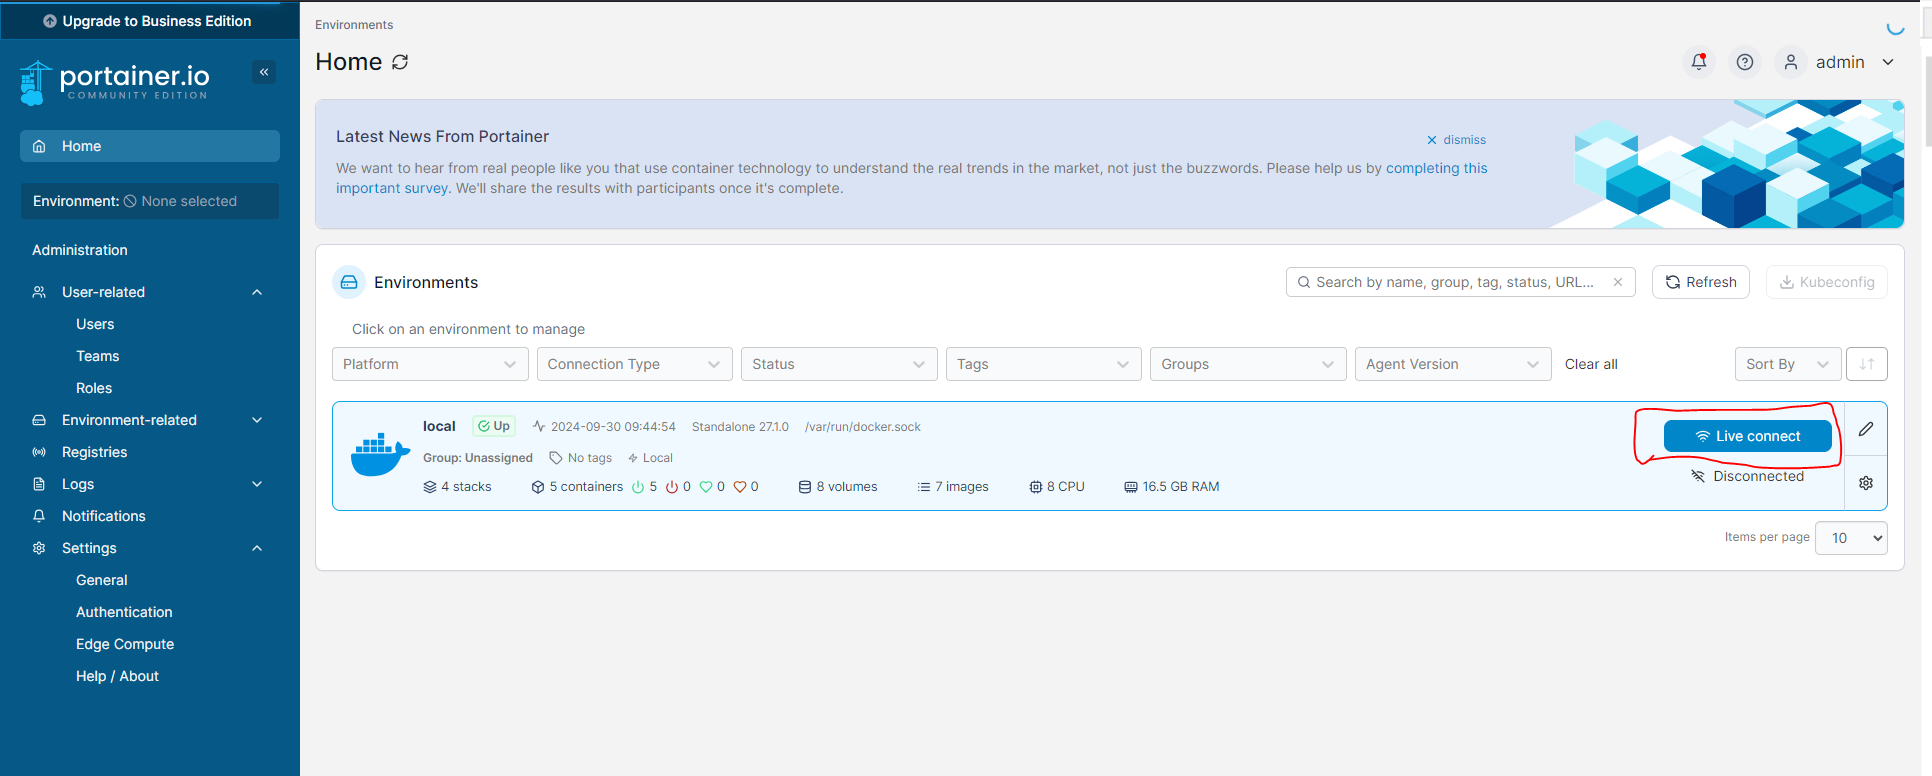 Upgrade to Business Edition
portainer.io
COMMUNITY EDITION
Home
Environment: None selected
Administration
User-related
Users
Teams
Roles
Environment-related
Registries
Logs
Notifications
Settings
General
Authentication
Edge Compute
Help / About
Environments
Home
admin
Latest News From Portainer
dismiss
We want to hear from real people like you that use container technology to understand the real trends in the market, not just the buzzwords. Please help us by completing this
important survey. We'll share the results with participants once it's complete.
Environments
Search by name, group, tag, status, URL...
Refresh
Kubeconfig
Click on an environment to manage
Platform
Connection Type
Status
Tags
Groups
Agent Version
Clear all
Sort By
local Up 2024-09-30 09:44:54 Standalone 27.1.0 /var/run/docker.sock
Group: Unassigned No tags Local
4 stacks 5 containers 5 0 0 0 8 volumes 7 images 8 CPU 16.5 GB RAM
Live connect
Disconnected
Items per page 10